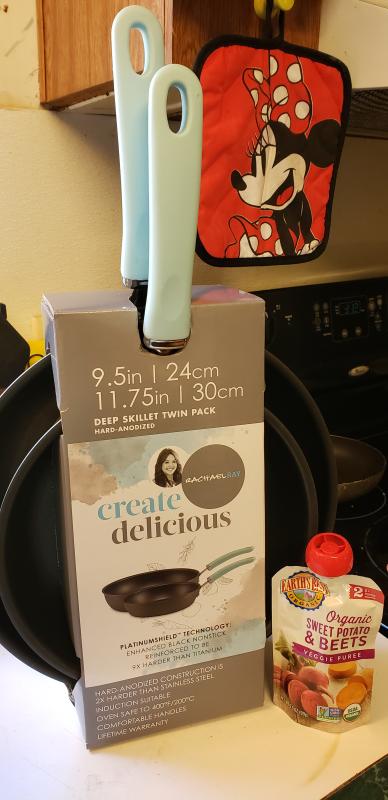 9.5in | 24cm
11.75in | 30cm
DEEP SKILLET TWIN PACK
HARD-ANODIZED
RACHAEL RAY
create
delicious
PLATINUMSHIELD™ TECHNOLOGY:
ENHANCED BLACK NONSTICK
REINFORCED TO BE
9X HARDER THAN TITANIUM
HARD-ANODIZED CONSTRUCTION IS
2X HARDER THAN STAINLESS STEEL
INDUCTION SUITABLE
OVEN SAFE TO 400°F/200°C
COMFORTABLE HANDLES
LIFETIME WARRANTY
EARTH'S BEST
ORGANIC
2
Organic
SWEET POTATO
& BEETS
VEGGIE PUREE
USDA
ORGANIC